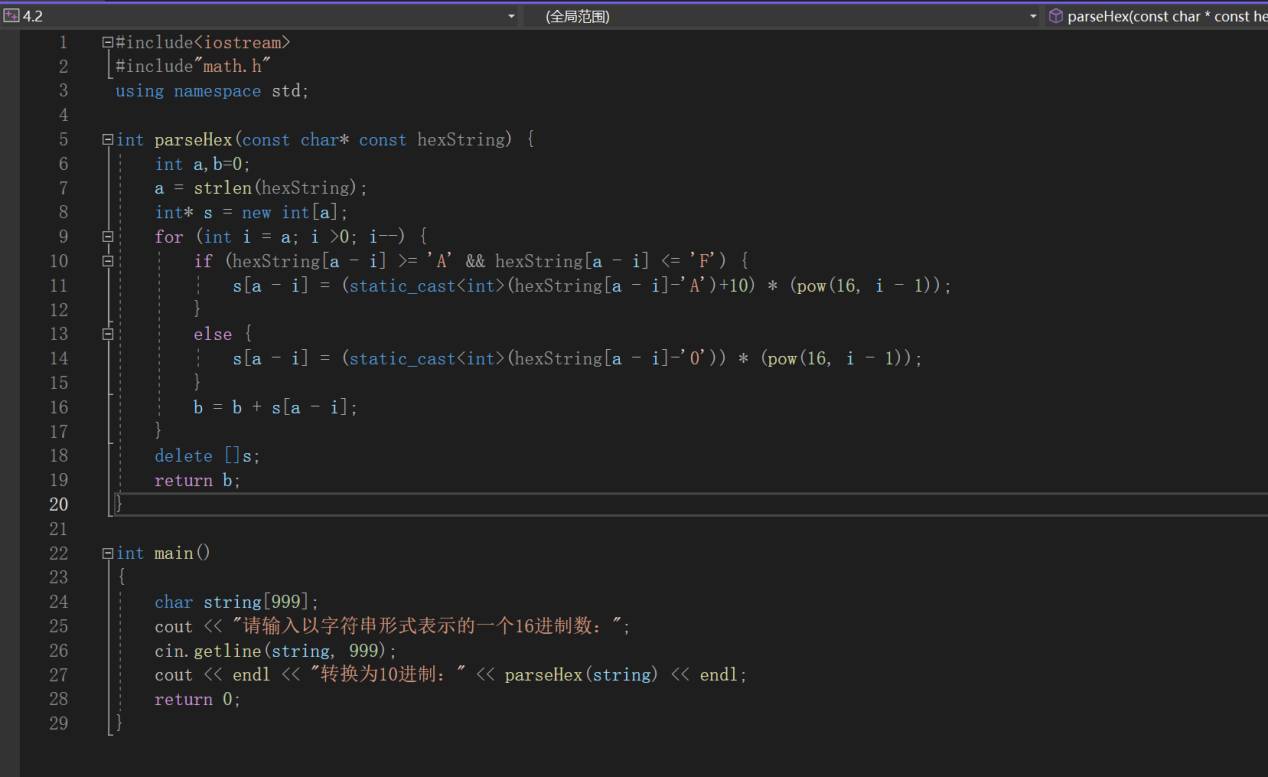 4.2 (全局范围) parseHex(const char * const he
1 #include<iostream>
2 #include"math.h"
3 using namespace std;
4
5 int parseHex(const char* const hexString) {
6 int a,b=0;
7 a = strlen(hexString);
8 int* s = new int[a];
9 for (int i = a; i >0; i--) {
10 if (hexString[a - i] >= 'A' && hexString[a - i] <= 'F') {
11 s[a - i] = (static_cast<int>(hexString[a - i]-'A')+10) * (pow(16, i - 1));
12 }
13 else {
14 s[a - i] = (static_cast<int>(hexString[a - i]-'0')) * (pow(16, i - 1));
15 }
16 b = b + s[a - i];
17 }
18 delete []s;
19 return b;
20 }
21
22 int main()
23 {
24 char string[999];
25 cout << "请输入以字符串形式表示的一个16进制数：";
26 cin.getline(string, 999);
27 cout << endl << "转换为10进制：" << parseHex(string) << endl;
28 return 0;
29 }